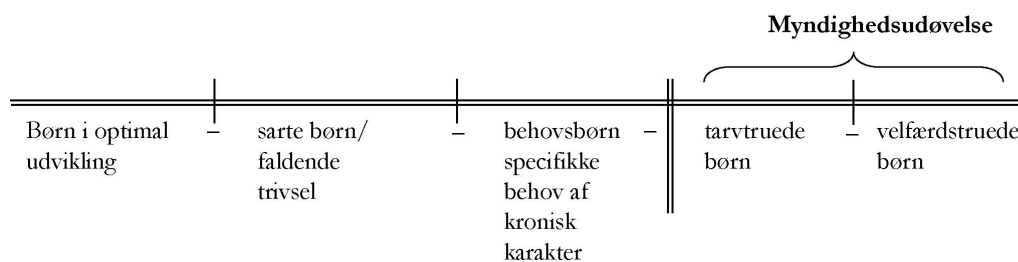 Myndighedsudøvelse
Børn i optimal
udvikling
–
sarte børn/
faldende
trivsel
–
behovsbørn –
specifikke
behov af
kronisk
karakter
tarvtruede
børn
–
velfærdstruede
børn